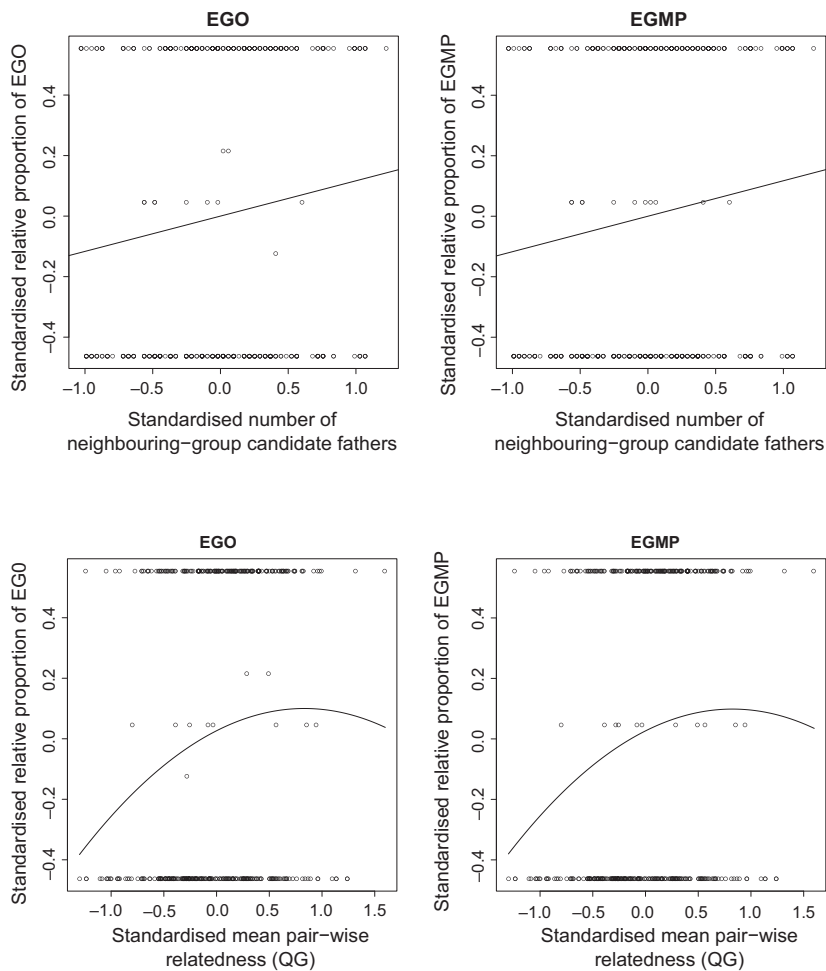 EGO
Standardised relative proportion of EGO
0.4
0.2
0.0
−0.2
−0.4
−1.0 −0.5 0.0 0.5 1.0
Standardised number of
neighbouring−group candidate fathers
EGMP
Standardised relative proportion of EGMP
0.4
0.2
0.0
−0.2
−0.4
−1.0 −0.5 0.0 0.5 1.0
Standardised number of
neighbouring−group candidate fathers
EGO
Standardised relative proportion of EG0
0.4
0.2
0.0
−0.2
−0.4
−1.0 −0.5 0.0 0.5 1.0 1.5
Standardised mean pair−wise
relatedness (QG)
EGMP
Standardised relative proportion of EGMP
0.4
0.2
0.0
−0.2
−0.4
−1.0 −0.5 0.0 0.5 1.0 1.5
Standardised mean pair−wise
relatedness (QG)